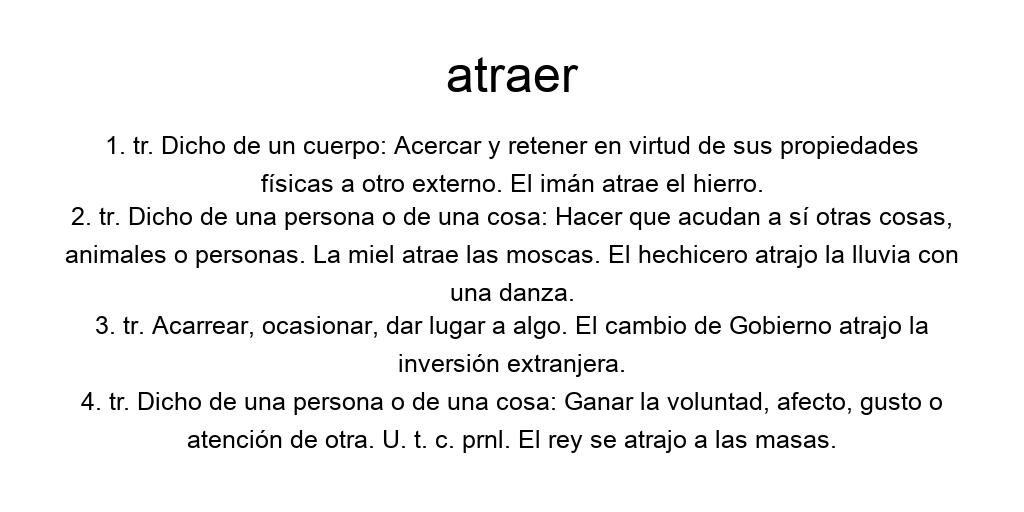 atraer
1. tr. Dicho de un cuerpo: Acercar y retener en virtud de sus propiedades
físicas a otro externo. El imán atrae el hierro.
2. tr. Dicho de una persona o de una cosa: Hacer que acudan a sí otras cosas,
animales o personas. La miel atrae las moscas. El hechicero atrajo la lluvia con
una danza.
3. tr. Acarrear, ocasionar, dar lugar a algo. El cambio de Gobierno atrajo la
inversión extranjera.
4. tr. Dicho de una persona o de una cosa: Ganar la voluntad, afecto, gusto o
atención de otra. U. t. c. prnl. El rey se atrajo a las masas.